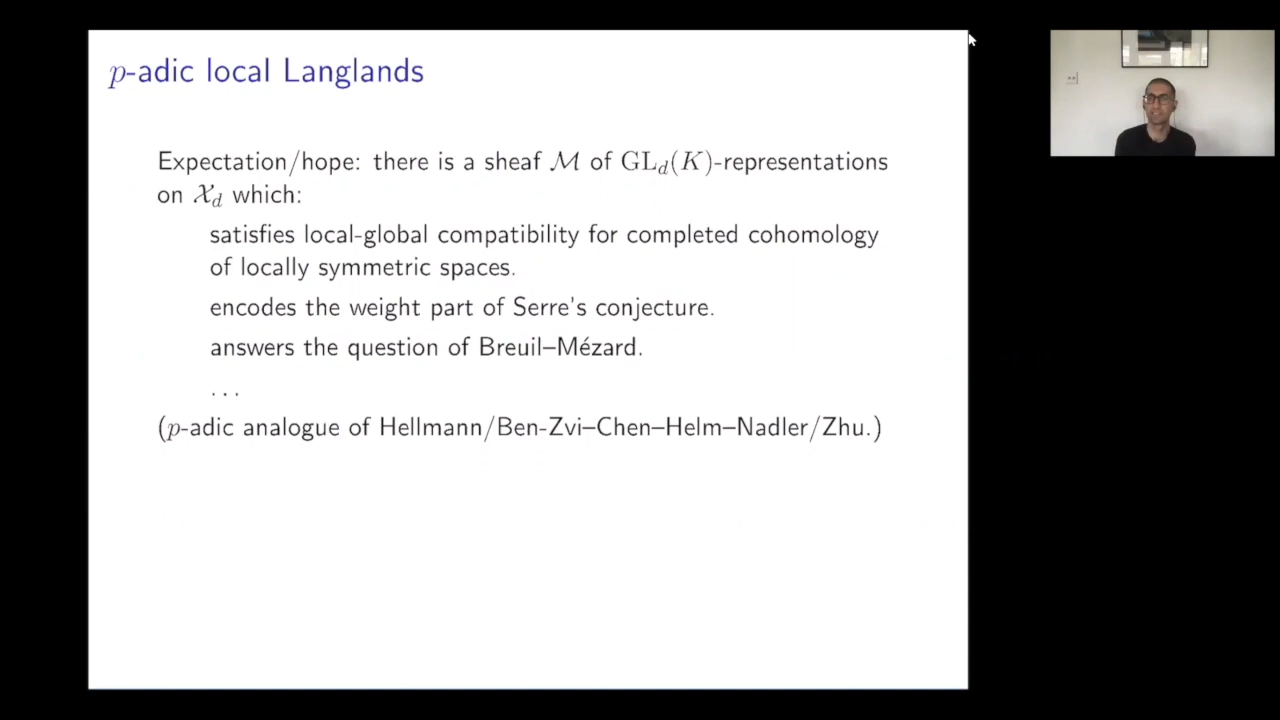 p-adic local Langlands
Expectation/hope: there is a sheaf ℳ of GL_d(K)-representations
on 𝒳_d which:
satisfies local-global compatibility for completed cohomology
of locally symmetric spaces.
encodes the weight part of Serre's conjecture.
answers the question of Breuil–Mézard.
...
(p-adic analogue of Hellmann/Ben-Zvi–Chen–Helm–Nadler/Zhu.)